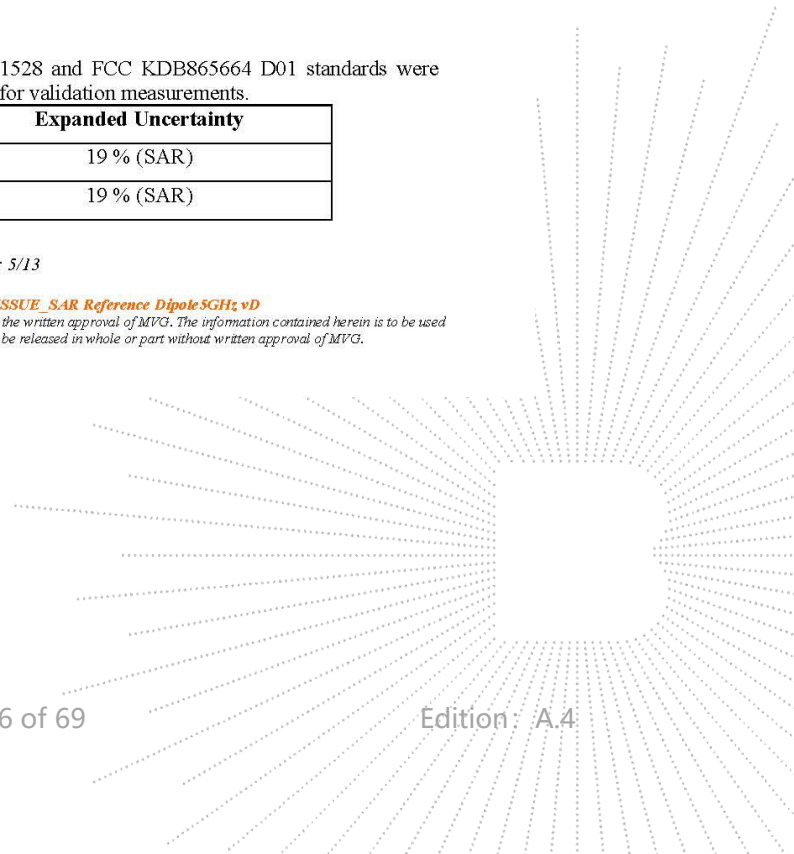 1528 and FCC KDB865664 D01 standards were
for validation measurements.
Expanded Uncertainty
19 % (SAR)
19 % (SAR)
: 5/13
SSUE_SAR Reference Dipole 5GHz vD
the written approval of MVG. The information contained herein is to be used
be released in whole or part without written approval of MVG.
6 of 69 Edition: A.4